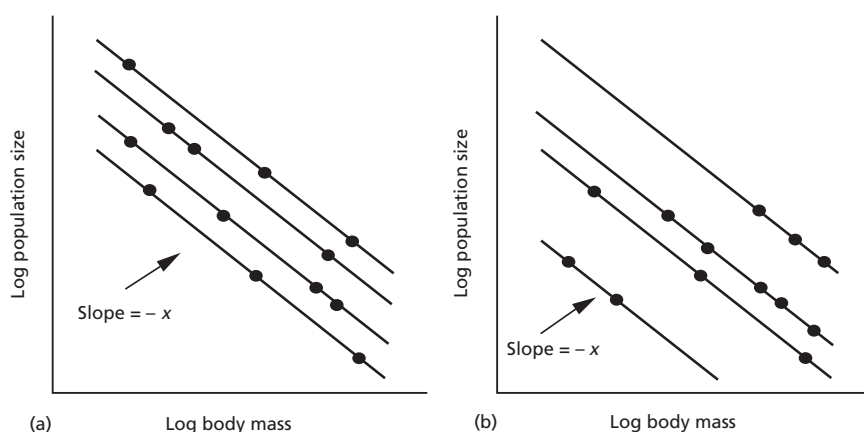 Log population size
Slope = – x
(a)
Log body mass
Log population size
Slope = – x
(b)
Log body mass